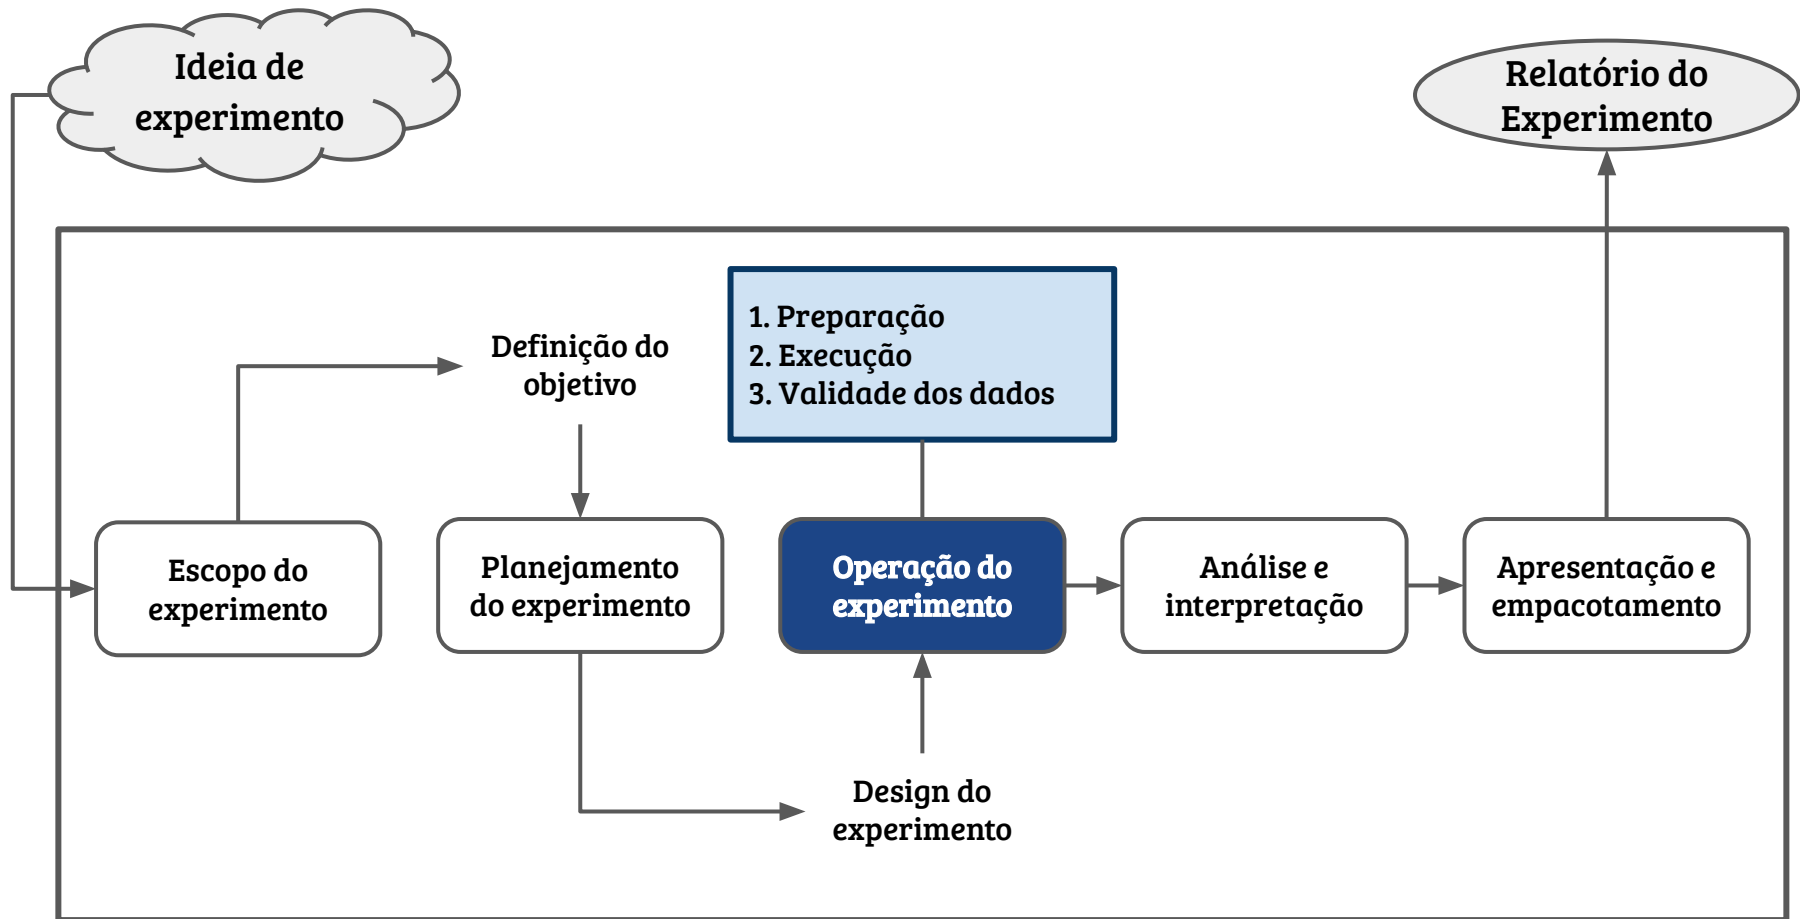 Ideia de
experimento
Relatório do
Experimento
1. Preparação
2. Execução
3. Validade dos dados
Definição do
objetivo
Escopo do
experimento
Planejamento
do experimento
Operação do
experimento
Análise e
interpretação
Apresentação e
empacotamento
Design do
experimento